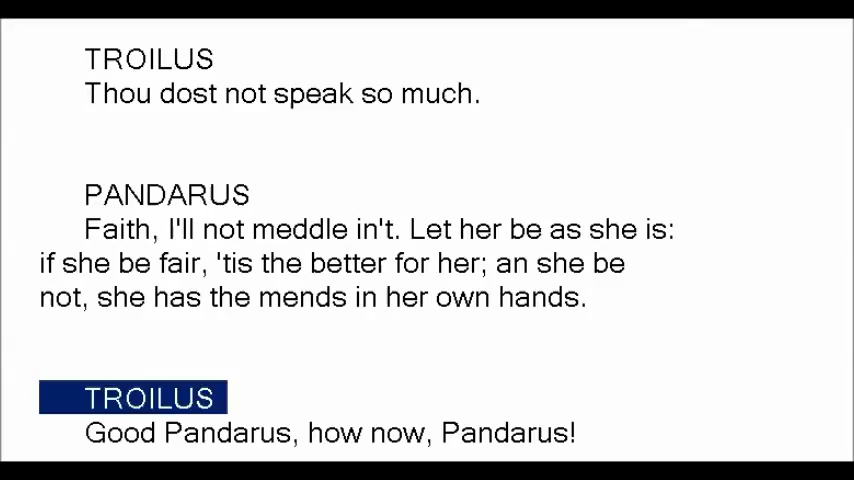 TROILUS
Thou dost not speak so much.
PANDARUS
Faith, I'll not meddle in't. Let her be as she is:
if she be fair, 'tis the better for her; an she be
not, she has the mends in her own hands.
TROILUS
Good Pandarus, how now, Pandarus!